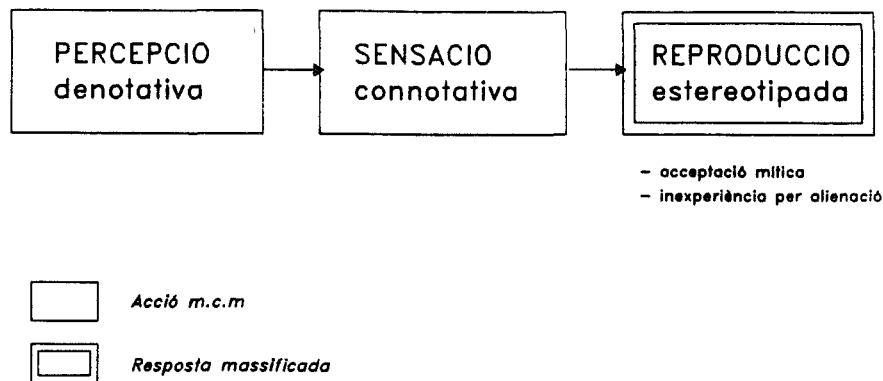 PERCEPCIO
denotativa
SENSACIO
connotativa
REPRODUCCIO
estereotipada
- acceptació mítica
- inexperiència per alienació
Acció m.c.m
Resposta massificada